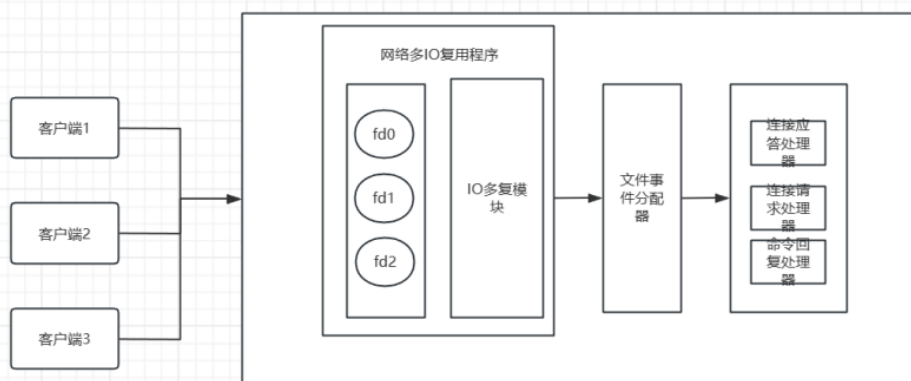 网络多IO复用程序
客户端1
客户端2
客户端3
fd0
fd1
fd2
IO多复模
块
文件事
件分配
器
连接应
答处理
器
连接请
求处理
器
命令回
复处理
器